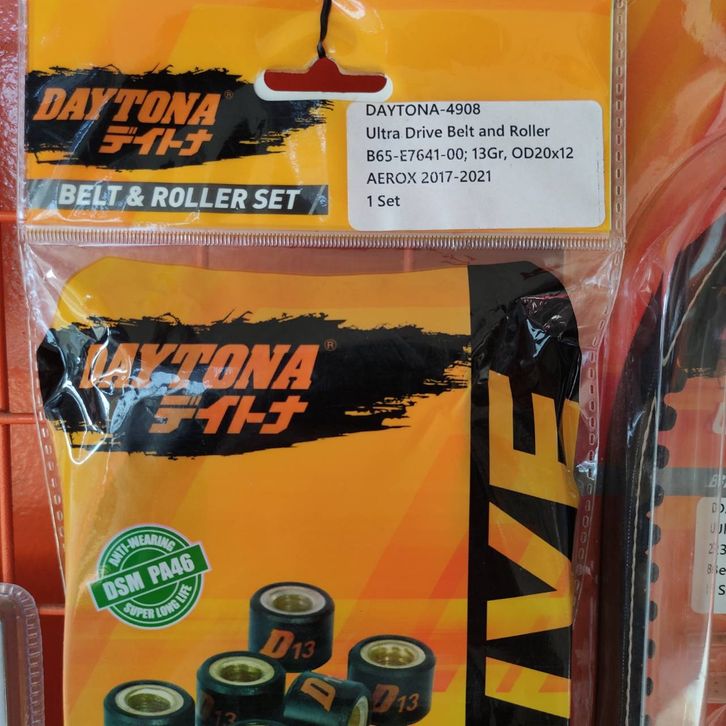 DAYTONA®
デイトナ
BELT & ROLLER SET
DAYTONA-4908
Ultra Drive Belt and Roller
B65-E7641-00; 13Gr, OD20x12
AEROX 2017-2021
1 Set
DAYTONA®
デイトナ
ANTI-WEARING
DSM PA46
SUPER LONG LIFE
D13
D13
D13
D